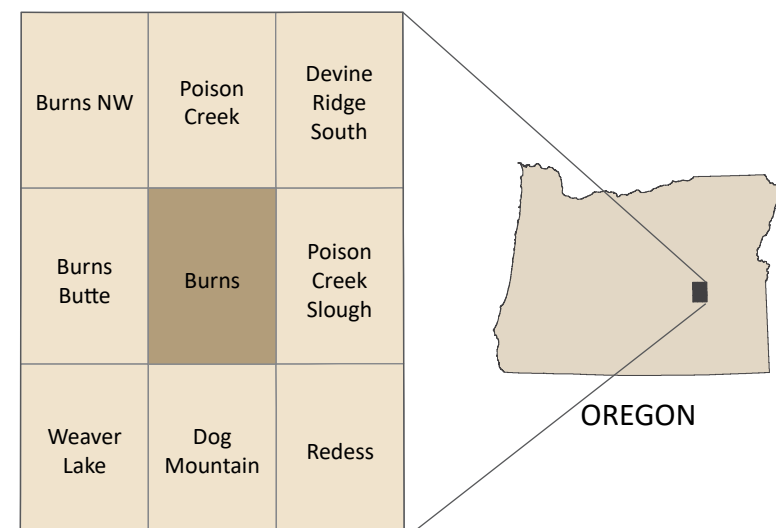 Burns NW
Poison
Creek
Devine
Ridge
South
Burns
Butte
Burns
Poison
Creek
Slough
Weaver
Lake
Dog
Mountain
Redess
OREGON